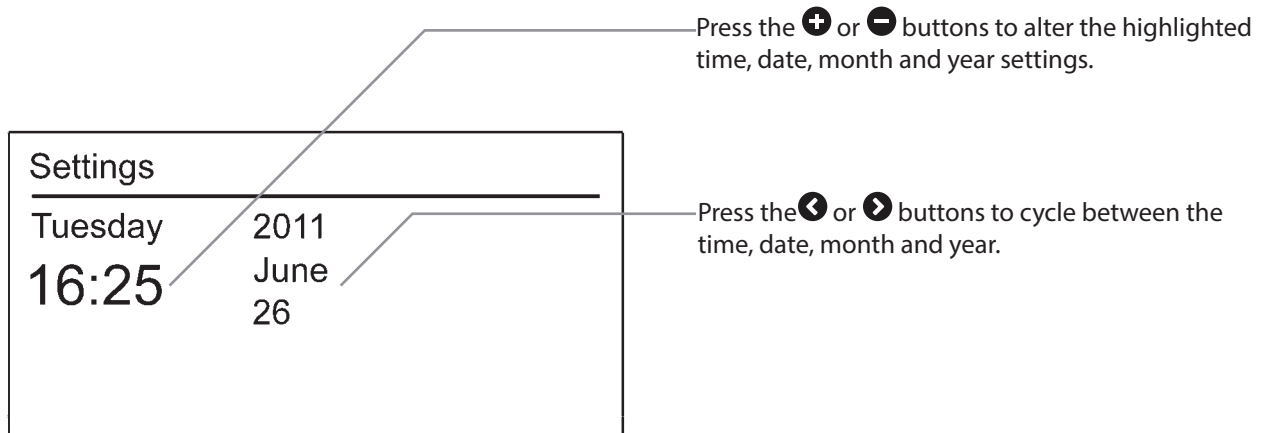 Press the + or - buttons to alter the highlighted
time, date, month and year settings.
Settings
Tuesday 2011
16:25 June
26
Press the < or > buttons to cycle between the
time, date, month and year.